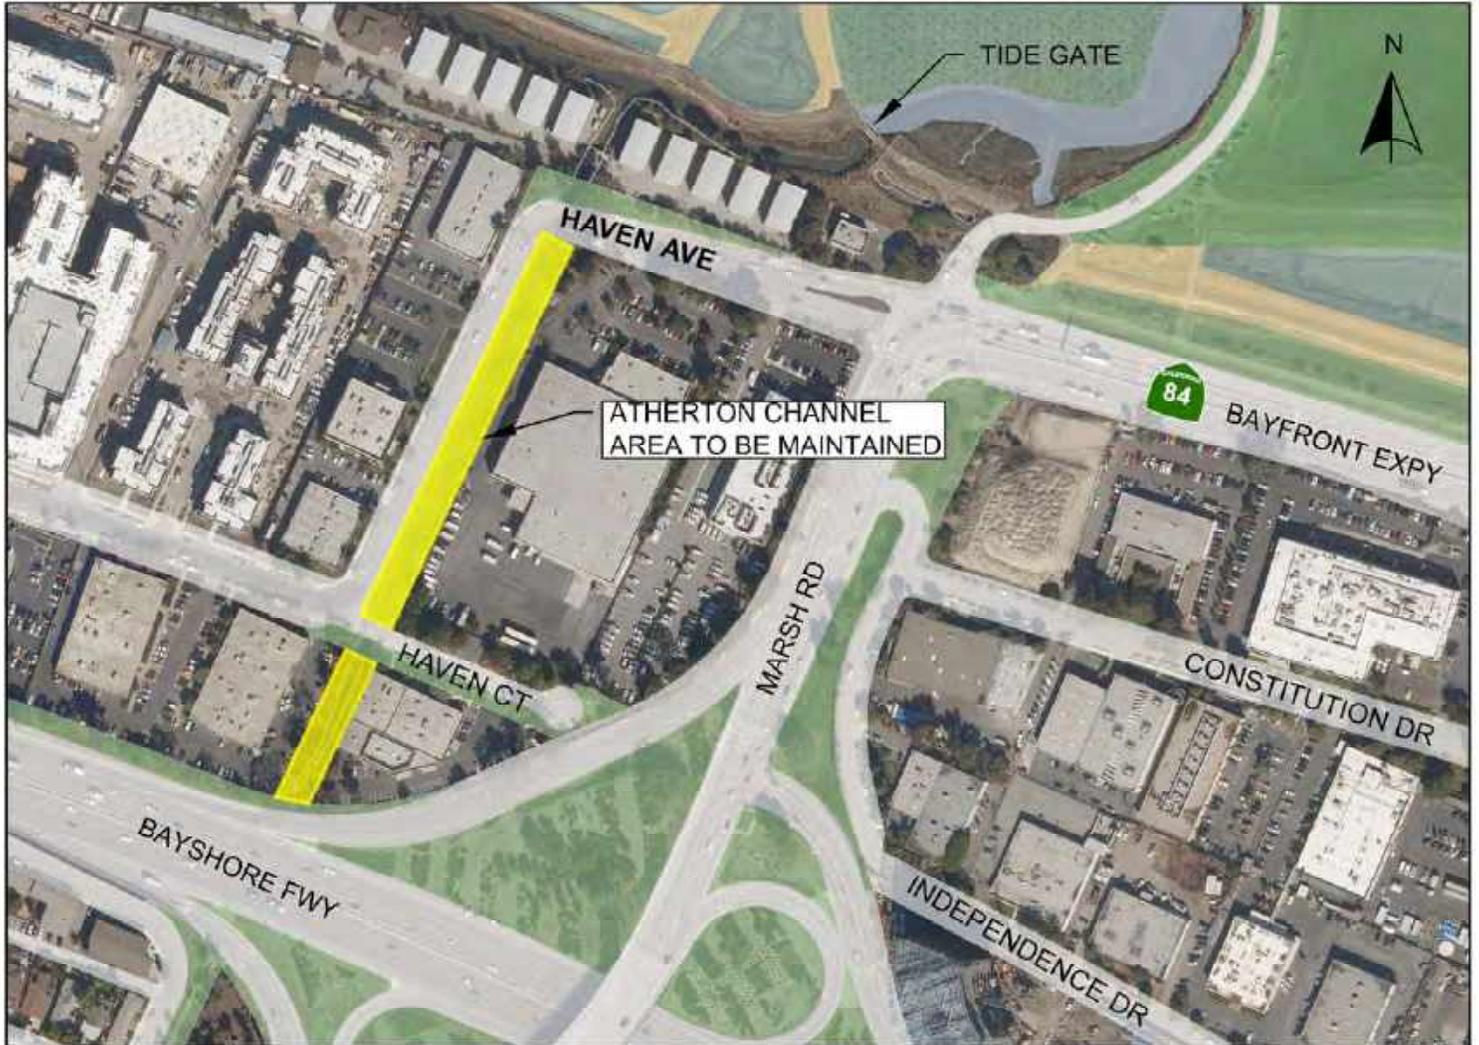 TIDE GATE
N
HAVEN AVE
84
ATHERTON CHANNEL
AREA TO BE MAINTAINED
BAYFRONT EXPY
MARSH RD
HAVEN CT
CONSTITUTION DR
BAYSHORE FWY
INDEPENDENCE DR